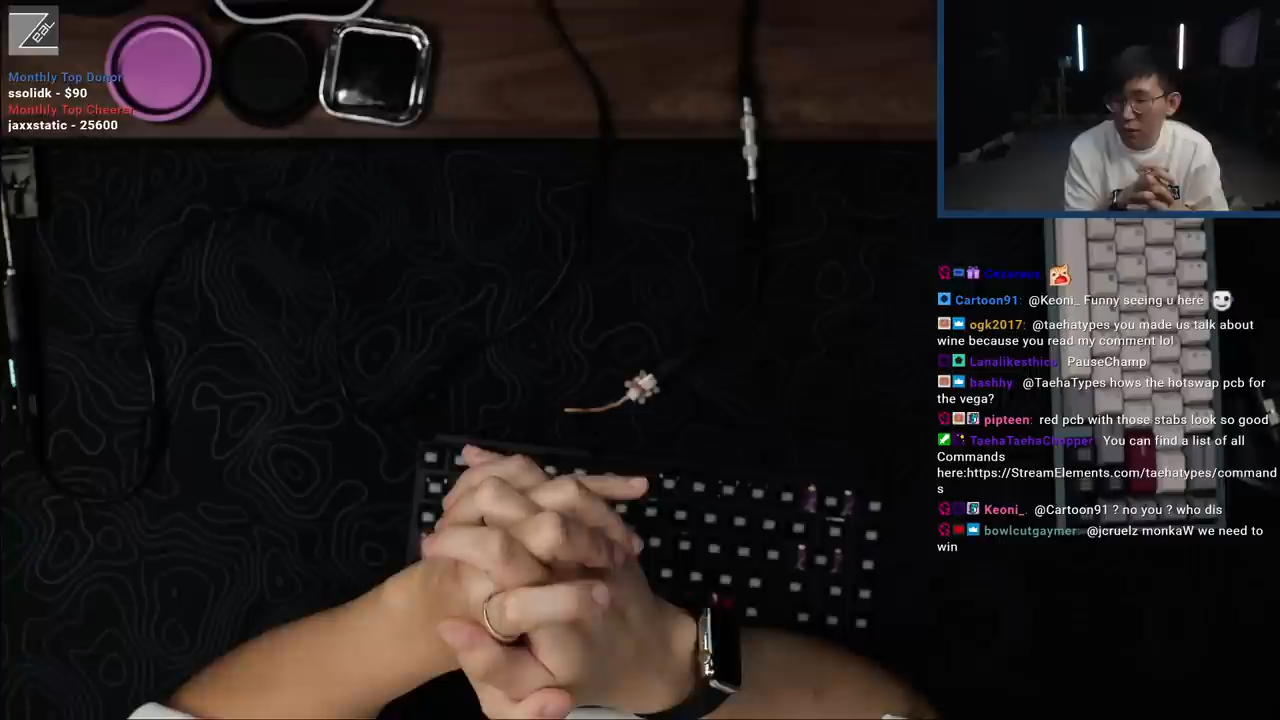 Zeal
Monthly Top Donor
ssolidk - $90
Monthly Top Cheerer
jaxxstatic - 25600
Cartoon91: @Keoni_ Funny seeing u here
ogk2017: @taehatypes you made us talk about
wine because you read my comment lol
Lanalikesthicc: PauseChamp
bashhy: @TaehaTypes hows the hotswap pcb for
the vega?
pipteen: red pcb with those stabs look so good
TaehaTaehaChopper: You can find a list of all
Commands
here:https://StreamElements.com/taehatypes/command
s
Keoni_: @Cartoon91 ? no you ? who dis
bowlcutgaymer: @jcruelz monkaW we need to
win